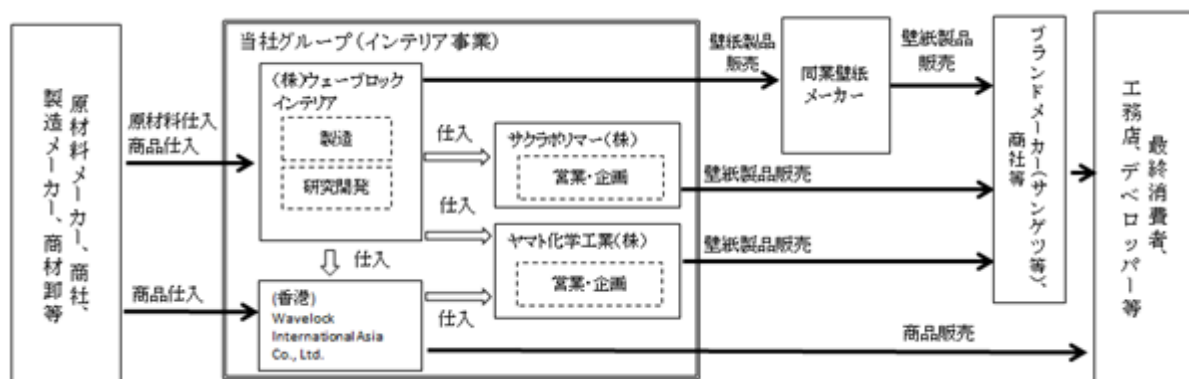 原材料メーカー、商社、
製造メーカー、商材卸等
原材料仕入
商品仕入
商品仕入
当社グループ(インテリア事業)
(株)ウェーブロック
インテリア
製造
研究開発
仕入
仕入
仕入
仕入
(香港)
Wavelock
International Asia
Co., Ltd.
サクラポリマー(株)
営業・企画
ヤマト化学工業(株)
営業・企画
壁紙製品
販売
同業壁紙
メーカー
壁紙製品
販売
壁紙製品販売
壁紙製品販売
商品販売
ブランドメーカー(サンゲツ等)、
商社等
最終消費者、
工務店、デベロッパー等